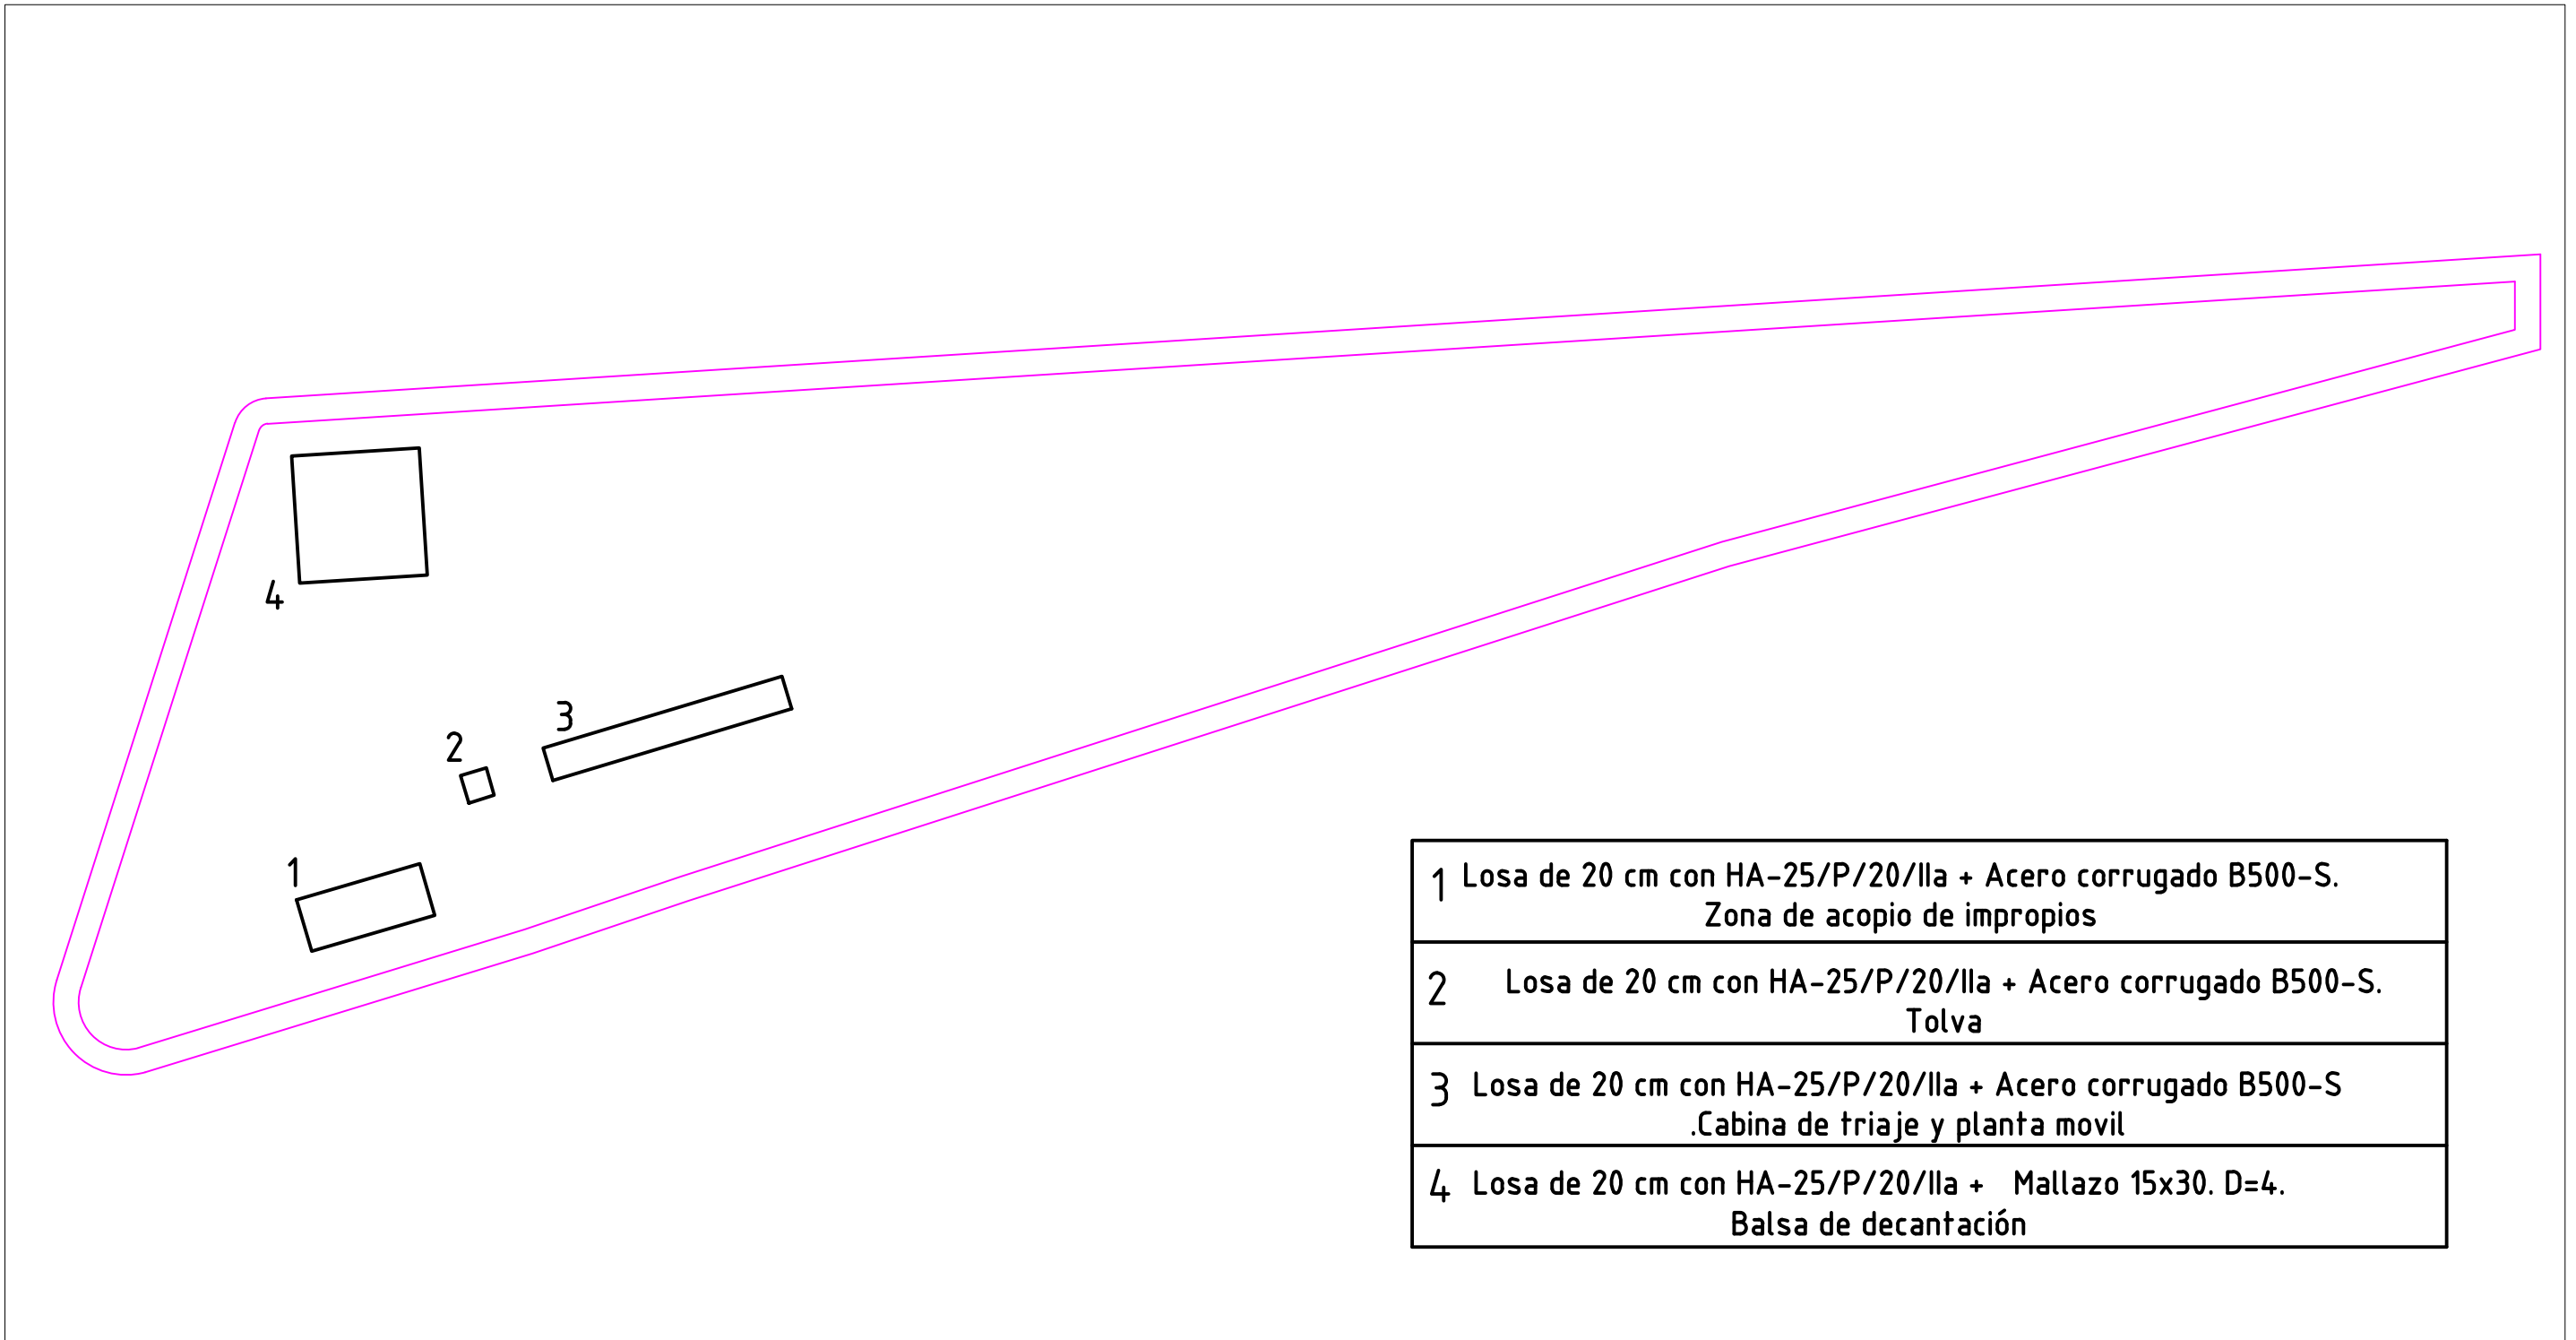 4
3
2
1
1 Losa de 20 cm con HA-25/P/20/IIa + Acero corrugado B500-S.
Zona de acopio de impropios
2 Losa de 20 cm con HA-25/P/20/IIa + Acero corrugado B500-S.
Tolva
3 Losa de 20 cm con HA-25/P/20/IIa + Acero corrugado B500-S
.Cabina de triaje y planta movil
4 Losa de 20 cm con HA-25/P/20/IIa + Mallazo 15x30. D=4.
Balsa de decantación